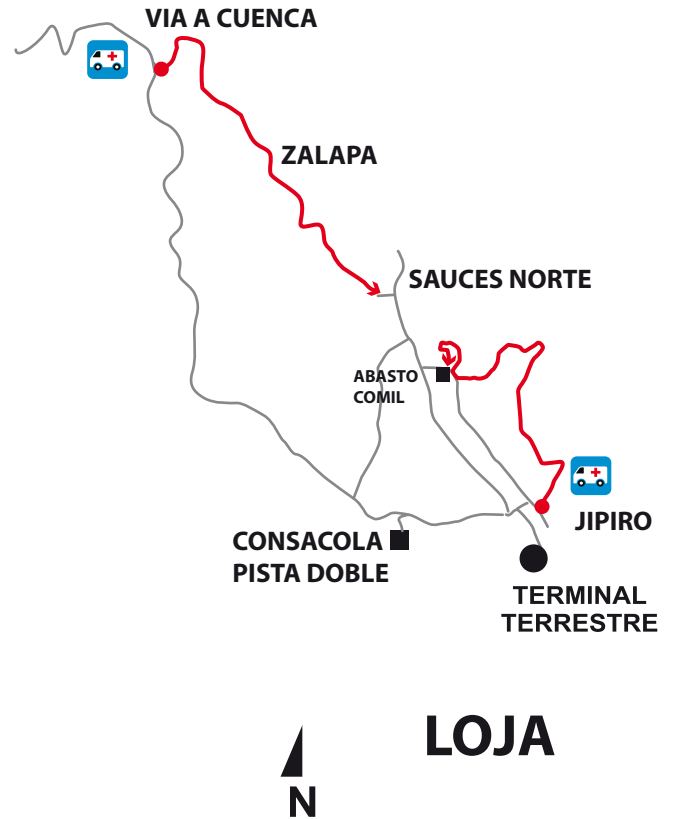 VIA A CUENCA
ZALAPA
SAUCES NORTE
ABASTO
COMIL
JIPIRO
CONSACOLA
PISTA DOBLE
TERMINAL
TERRESTRE
LOJA
N